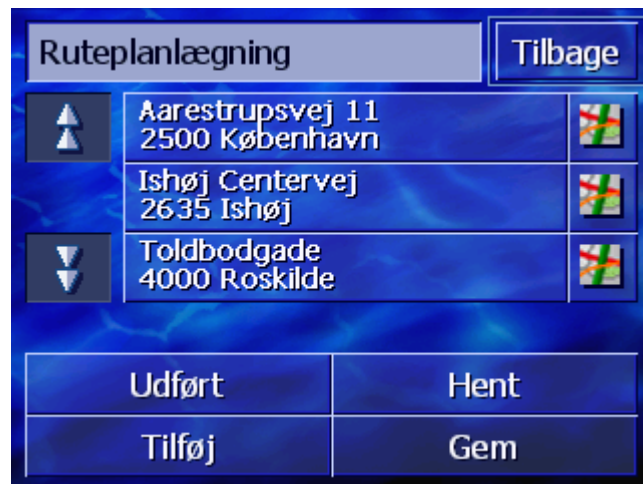 Ruteplanlægning
Tilbage
Aarestrupsvej 11
2500 København
Ishøj Centervej
2635 Ishøj
Toldbodgade
4000 Roskilde
Udført
Hent
Tilføj
Gem